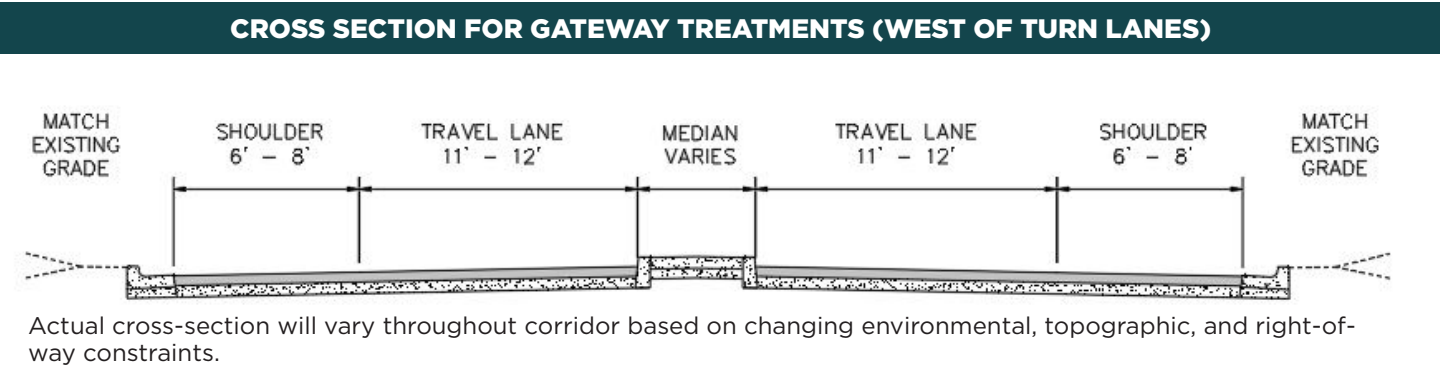 CROSS SECTION FOR GATEWAY TREATMENTS (WEST OF TURN LANES)
MATCH
EXISTING
GRADE
SHOULDER
6' – 8'
TRAVEL LANE
11' – 12'
MEDIAN
VARIES
TRAVEL LANE
11' – 12'
SHOULDER
6' – 8'
MATCH
EXISTING
GRADE
Actual cross-section will vary throughout corridor based on changing environmental, topographic, and right-of-
way constraints.